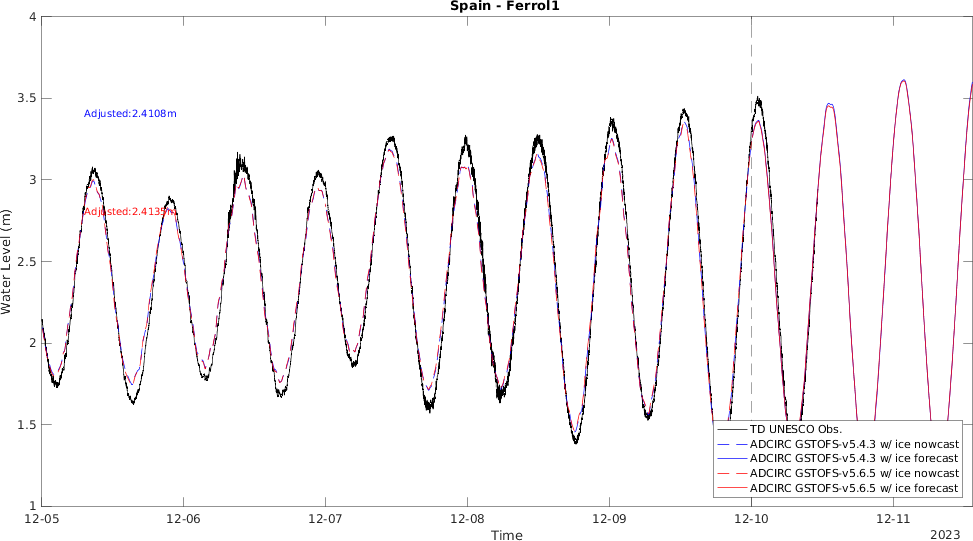 Spain - Ferrol1
4
3.5
3
2.5
2
1.5
1
Water Level (m)
Adjusted:2.4108m
Adjusted:2.4135m
TD UNESCO Obs.
ADCIRC GSTOFS-v5.4.3 w/ ice nowcast
ADCIRC GSTOFS-v5.4.3 w/ ice forecast
ADCIRC GSTOFS-v5.6.5 w/ ice nowcast
ADCIRC GSTOFS-v5.6.5 w/ ice forecast
12-05 12-06 12-07 12-08 12-09 12-10 12-11
Time
2023